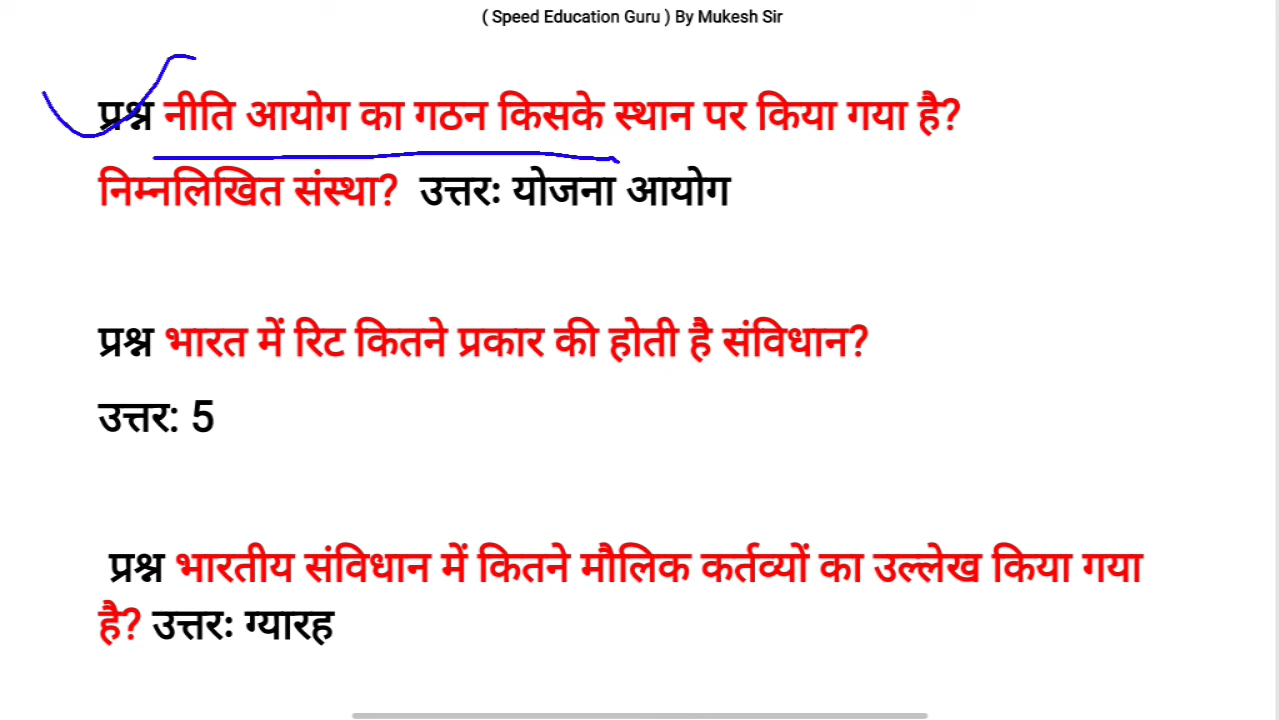 ( Speed Education Guru ) By Mukesh Sir
प्रश्न नीति आयोग का गठन किसके स्थान पर किया गया है?
निम्नलिखित संस्था? उत्तरः योजना आयोग
प्रश्न भारत में रिट कितने प्रकार की होती है संविधान?
उत्तर: 5
प्रश्न भारतीय संविधान में कितने मौलिक कर्तव्यों का उल्लेख किया गया
है? उत्तरः ग्यारह